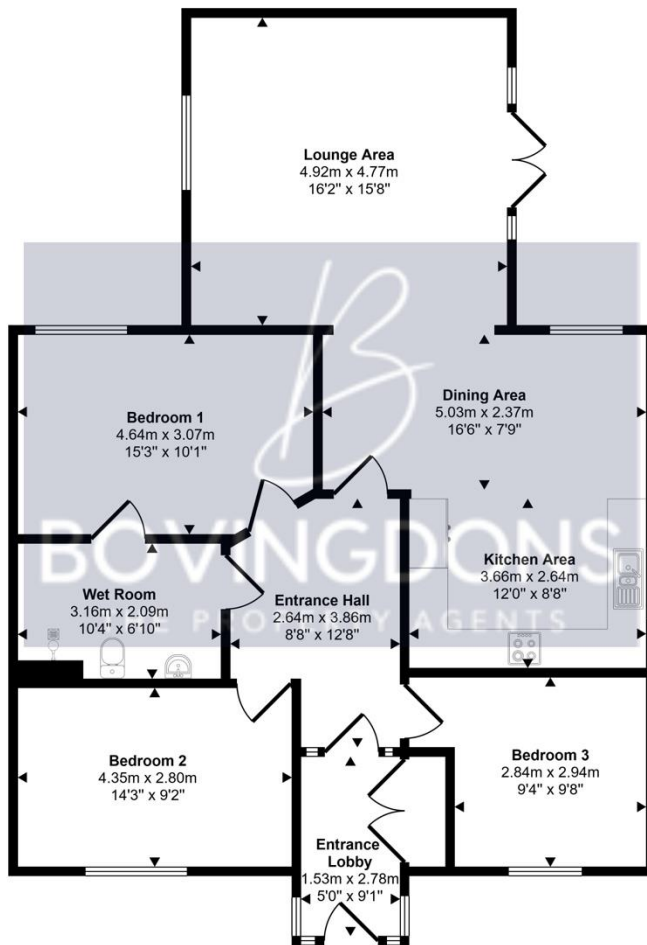 Lounge Area
4.92m x 4.77m
16'2" x 15'8"
Bedroom 1
4.64m x 3.07m
15'3" x 10'1"
Dining Area
5.03m x 2.37m
16'6" x 7'9"
B
BOVINGDONS
THE PROPERTY AGENTS
Wet Room
3.16m x 2.09m
10'4" x 6'10"
Entrance Hall
2.64m x 3.86m
8'8" x 12'8"
Kitchen Area
3.66m x 2.64m
12'0" x 8'8"
Bedroom 2
4.35m x 2.80m
14'3" x 9'2"
Bedroom 3
2.84m x 2.94m
9'4" x 9'8"
Entrance
Lobby
1.53m x 2.78m
5'0" x 9'1"